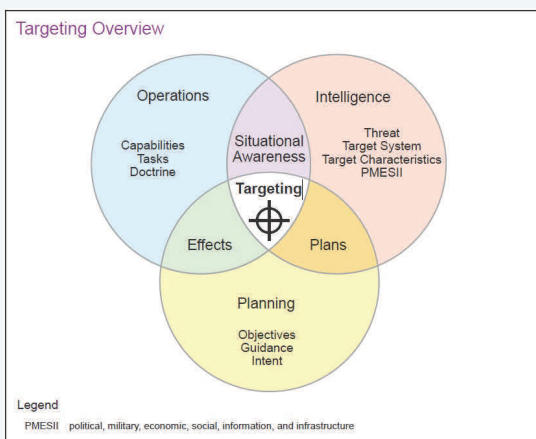 Targeting Overview
Operations
Capabilities
Tasks
Doctrine
Intelligence
Threat
Target System
Target Characteristics
PMESII
Situational
Awareness
Targeting
Effects
Plans
Planning
Objectives
Guidance
Intent
Legend
PMESII political, military, economic, social, information, and infrastructure